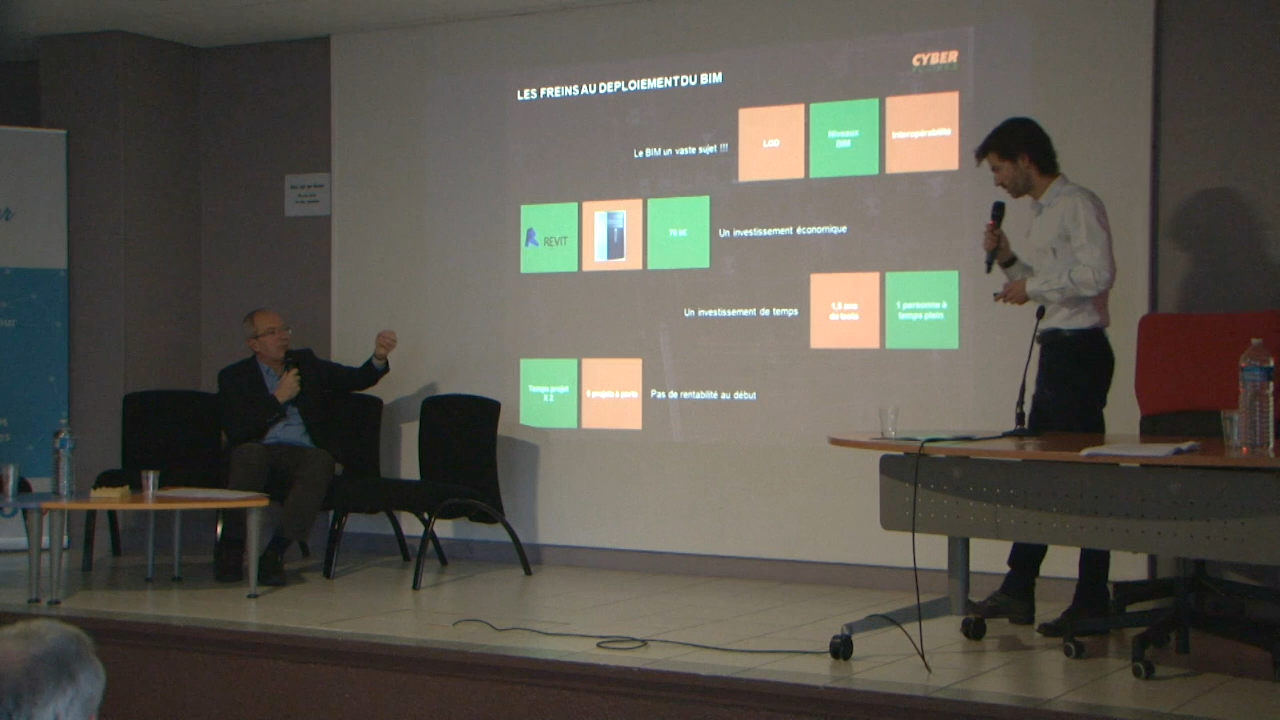 CYBER
LES FREINS AU DEPLOIEMENT DU BIM
Le BIM un vaste sujet !!!
LOD
Niveaux
BIM
Interopérabilité
REVIT
Un investissement économique
Un investissement de temps
1,5 ans
de tests
1 personne à
temps plein
Temps projet
X 2
5 projets à perte
Pas de rentabilité au début